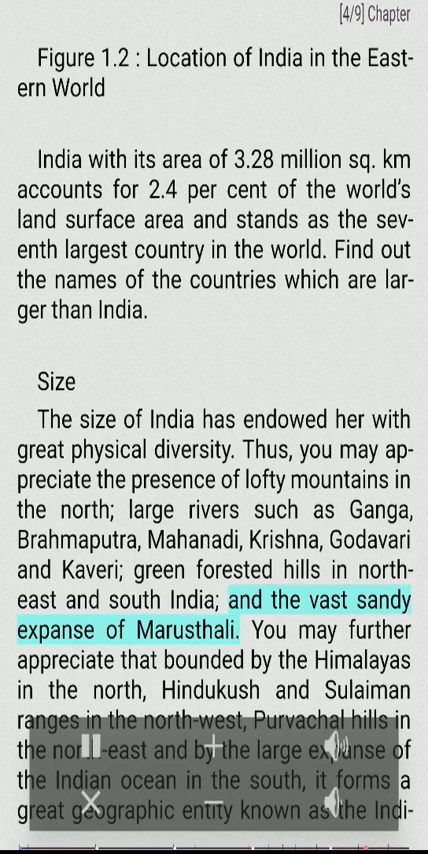 [4/9] Chapter
Figure 1.2 : Location of India in the East-
ern World
India with its area of 3.28 million sq. km
accounts for 2.4 per cent of the world's
land surface area and stands as the sev-
enth largest country in the world. Find out
the names of the countries which are lar-
ger than India.
Size
The size of India has endowed her with
great physical diversity. Thus, you may ap-
preciate the presence of lofty mountains in
the north; large rivers such as Ganga,
Brahmaputra, Mahanadi, Krishna, Godavari
and Kaveri; green forested hills in north-
east and south India; and the vast sandy
expanse of Marusthali. You may further
appreciate that bounded by the Himalayas
in the north, Hindukush and Sulaiman
ranges in the north-west, Purvachal hills in
the north-east and by the large expanse of
the Indian ocean in the south, it forms a
great geographic entity known as the Indi-